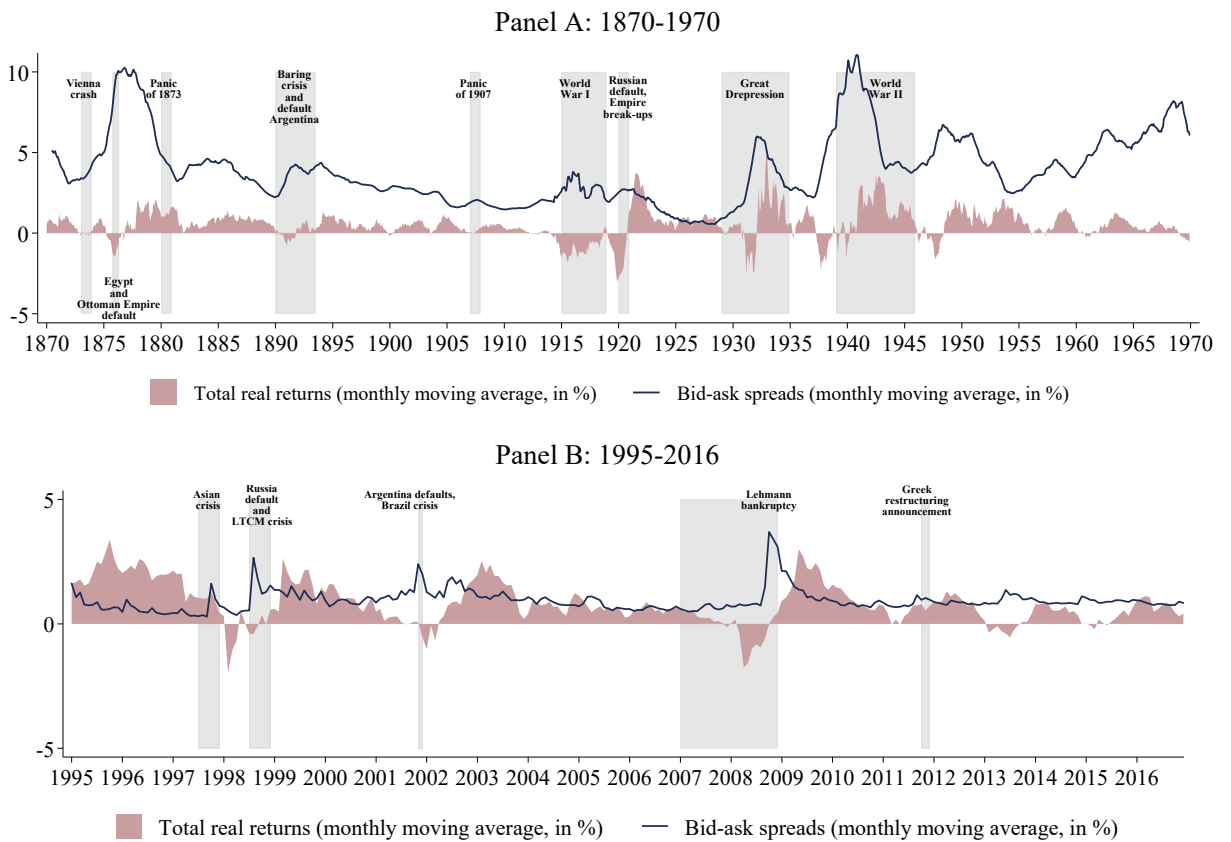 Panel A: 1870-1970
10
5
0
-5
Vienna
crash
Egypt
and
Ottoman Empire
default
Panic
of 1873
Baring
crisis
and
default
Argentina
Panic
of 1907
World
War I
Russian
default,
Empire
break-ups
Great
Drepression
World
War II
1870 1875 1880 1885 1890 1895 1900 1905 1910 1915 1920 1925 1930 1935 1940 1945 1950 1955 1960 1965 1970
Total real returns (monthly moving average, in %) Bid-ask spreads (monthly moving average, in %)
Panel B: 1995-2016
5
0
-5
Asian
crisis
Russia
default
and
LTCM crisis
Argentina defaults,
Brazil crisis
Lehmann
bankruptcy
Greek
restructuring
announcement
1995 1996 1997 1998 1999 2000 2001 2002 2003 2004 2005 2006 2007 2008 2010 2011 2012 2013 2014 2015 2016
Total real returns (monthly moving average, in %) Bid-ask spreads (monthly moving average, in %)